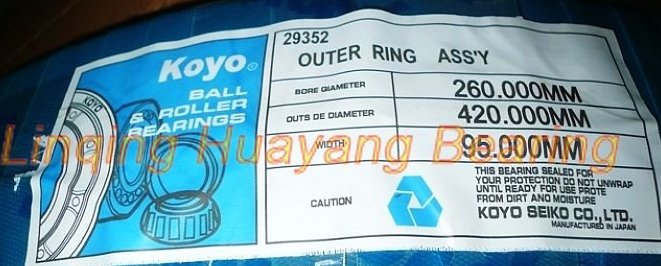 KOYO
Koyo®
BALL
& ROLLER
BEARINGS
29352
OUTER RING ASS'Y
BORE DIAMETER 260.000MM
OUTS DE DIAMETER 420.000MM
WIDTH 95.000MM
CAUTION
THIS BEARING SEALED FOR
YOUR PROTECTION DO NOT UNWRAP
UNTIL READY FOR USE PROTE
FROM DIRT AND MOISTURE
KOYO SEIKO CO.,LTD.
MANUFACTURED IN JAPAN
Linqing Huayang Bearing